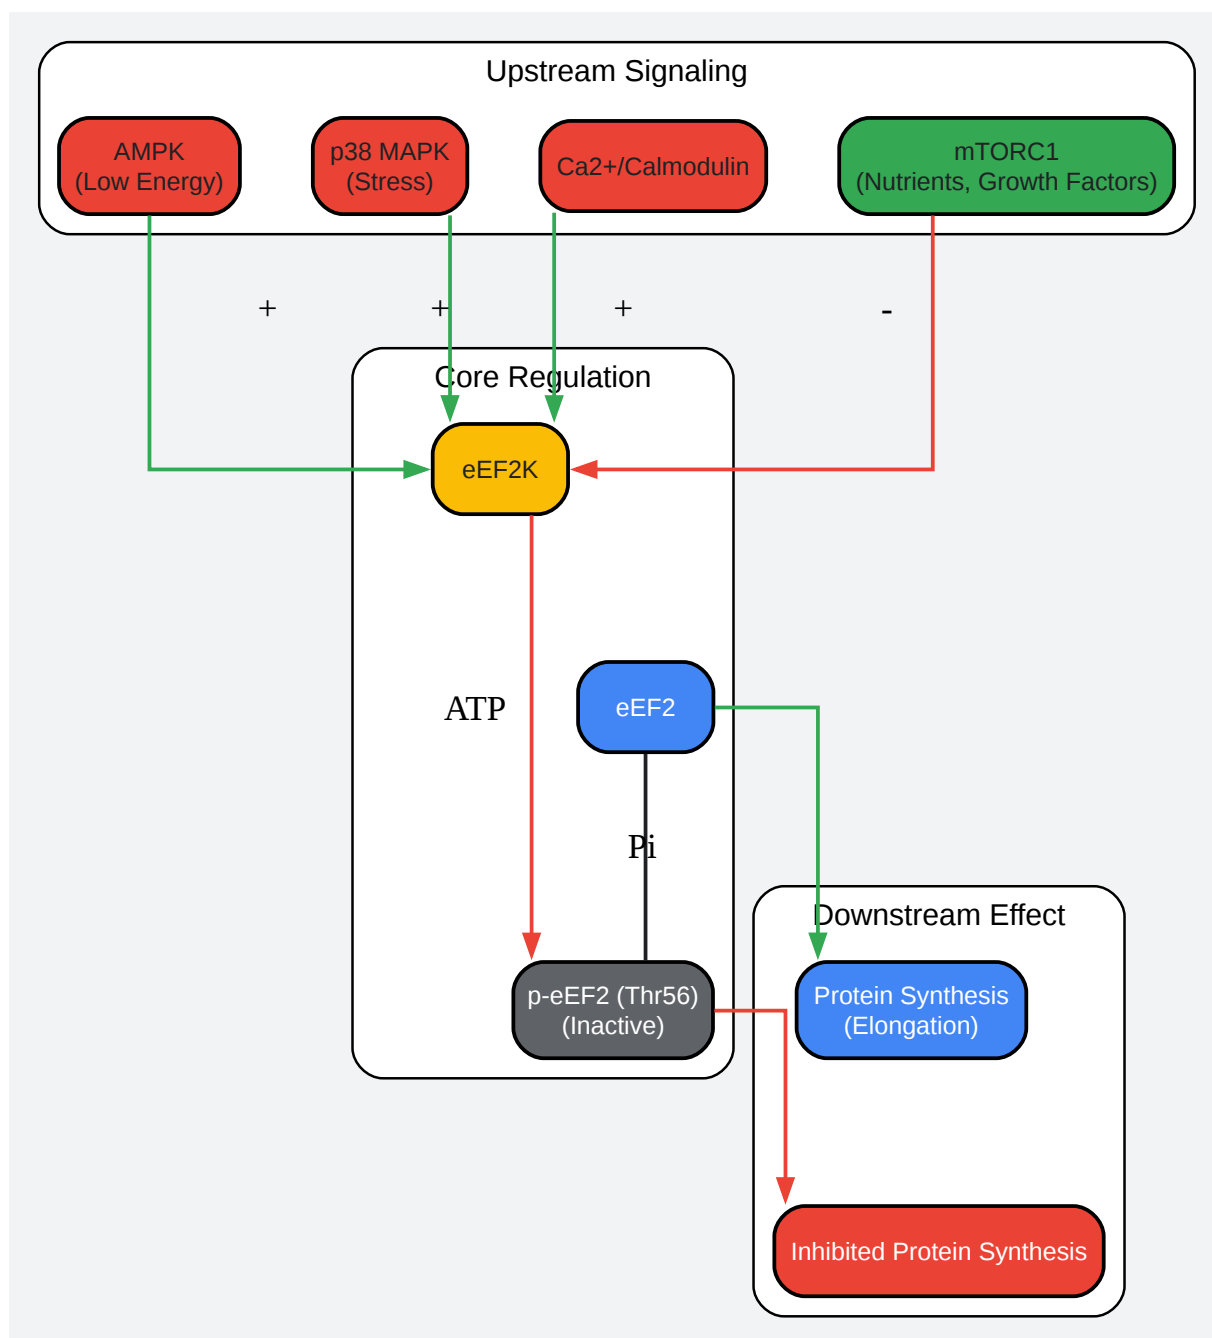 Upstream Signaling
AMPK
(Low Energy)
p38 MAPK
(Stress)
Ca2+/Calmodulin
mTORC1
(Nutrients, Growth Factors)
+
+
+
-
Core Regulation
eEF2K
ATP
eEF2
Pi
p-eEF2 (Thr56)
(Inactive)
Downstream Effect
Protein Synthesis
(Elongation)
Inhibited Protein Synthesis